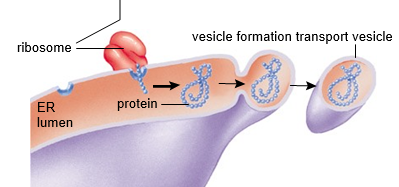 ribosome
vesicle formation transport vesicle
ER
lumen
protein